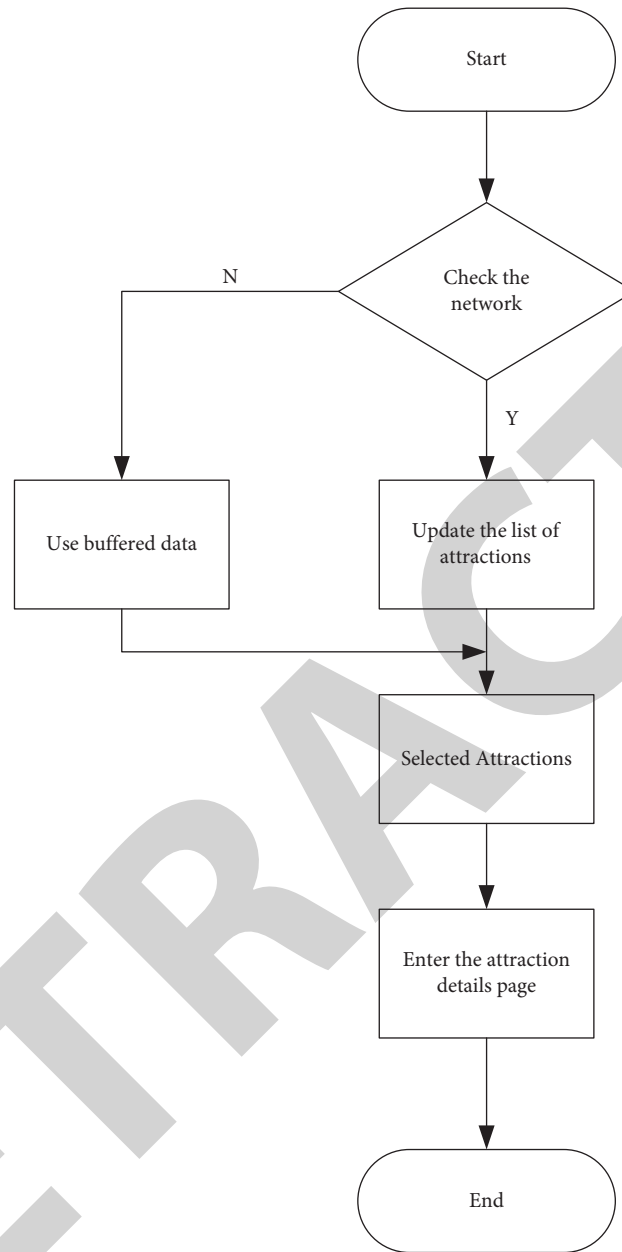 Start
Check the
network
N
Y
Use buffered data
Update the list of
attractions
Selected Attractions
Enter the attraction
details page
End
ETRACT